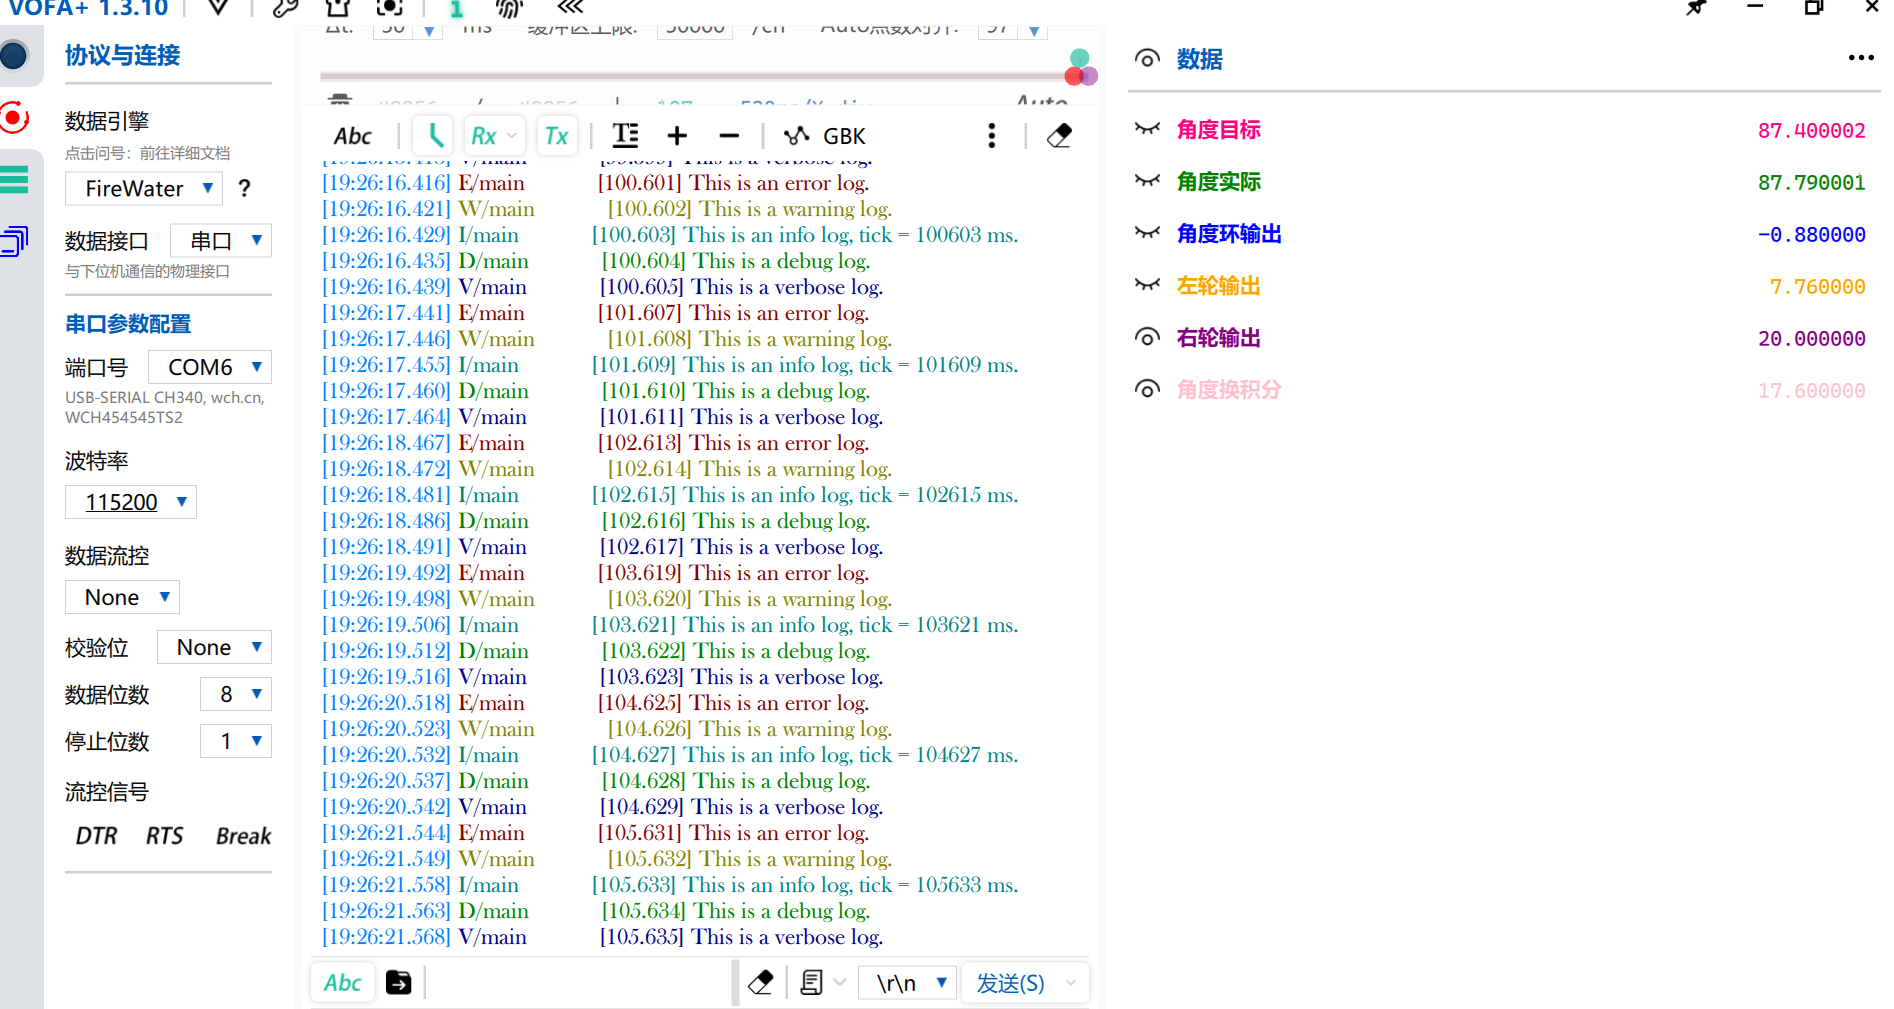 VOFA+ 1.3.10
协议与连接
数据引擎
点击问号：前往详细文档
FireWater
?
数据接口
串口
与下位机通信的物理接口
串口参数配置
端口号
COM6
USB-SERIAL CH340, wch.cn,
WCH454545TS2
波特率
115200
数据流控
None
校验位
None
数据位数
8
停止位数
1
流控信号
DTR RTS Break
Δt: 50 ms 缓冲区上限: 50000 /ch Auto点数对齐: 97
Auto
Abc Rx Tx GBK
V/main This is a verbose log.
[19:26:16.416] E/main [100.601] This is an error log.
[19:26:16.421] W/main [100.602] This is a warning log.
[19:26:16.429] I/main [100.603] This is an info log, tick = 100603 ms.
[19:26:16.435] D/main [100.604] This is a debug log.
[19:26:16.439] V/main [100.605] This is a verbose log.
[19:26:17.441] E/main [101.607] This is an error log.
[19:26:17.446] W/main [101.608] This is a warning log.
[19:26:17.455] I/main [101.609] This is an info log, tick = 101609 ms.
[19:26:17.460] D/main [101.610] This is a debug log.
[19:26:17.464] V/main [101.611] This is a verbose log.
[19:26:18.467] E/main [102.613] This is an error log.
[19:26:18.472] W/main [102.614] This is a warning log.
[19:26:18.481] I/main [102.615] This is an info log, tick = 102615 ms.
[19:26:18.486] D/main [102.616] This is a debug log.
[19:26:18.491] V/main [102.617] This is a verbose log.
[19:26:19.492] E/main [103.619] This is an error log.
[19:26:19.498] W/main [103.620] This is a warning log.
[19:26:19.506] I/main [103.621] This is an info log, tick = 103621 ms.
[19:26:19.512] D/main [103.622] This is a debug log.
[19:26:19.516] V/main [103.623] This is a verbose log.
[19:26:20.518] E/main [104.625] This is an error log.
[19:26:20.523] W/main [104.626] This is a warning log.
[19:26:20.532] I/main [104.627] This is an info log, tick = 104627 ms.
[19:26:20.537] D/main [104.628] This is a debug log.
[19:26:20.542] V/main [104.629] This is a verbose log.
[19:26:21.544] E/main [105.631] This is an error log.
[19:26:21.549] W/main [105.632] This is a warning log.
[19:26:21.558] I/main [105.633] This is an info log, tick = 105633 ms.
[19:26:21.563] D/main [105.634] This is a debug log.
[19:26:21.568] V/main [105.635] This is a verbose log.
Abc \r\n 发送(S)
数据
角度目标 87.400002
角度实际 87.790001
角度环输出 -0.880000
左轮输出 7.760000
右轮输出 20.000000
角度换积分 17.600000